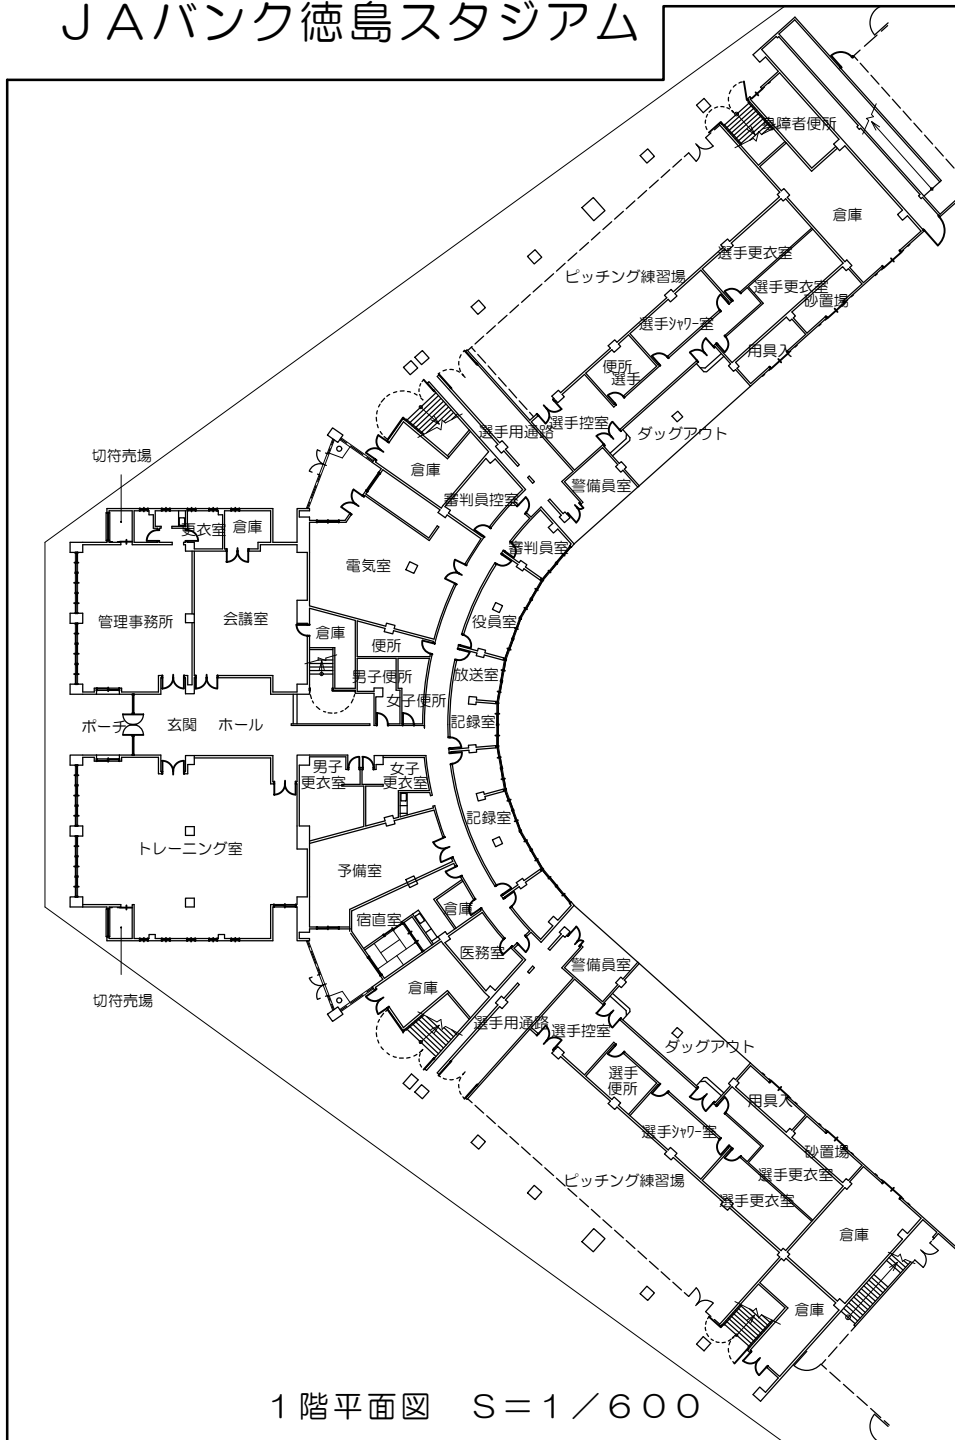 JAバンク徳島スタジアム
身障者便所
倉庫
選手更衣室
選手更衣室
砂置場
ピッチング練習場
選手シャワー室
用具入
便所
選手
選手控室
ダッグアウト
選手用通路
切符売場
倉庫
審判員控室
警備員室
更衣室
倉庫
電気室
審判員室
管理事務所
会議室
倉庫
役員室
便所
男子便所
放送室
女子便所
ポーチ
玄関
ホール
記録室
男子
更衣室
女子
更衣室
トレーニング室
記録室
予備室
宿直室
倉庫
医務室
警備員室
切符売場
倉庫
選手用通路
選手控室
ダッグアウト
選手
便所
用具入
選手シャワー室
砂置場
ピッチング練習場
選手更衣室
選手更衣室
倉庫
倉庫
1階平面図 S=1/600